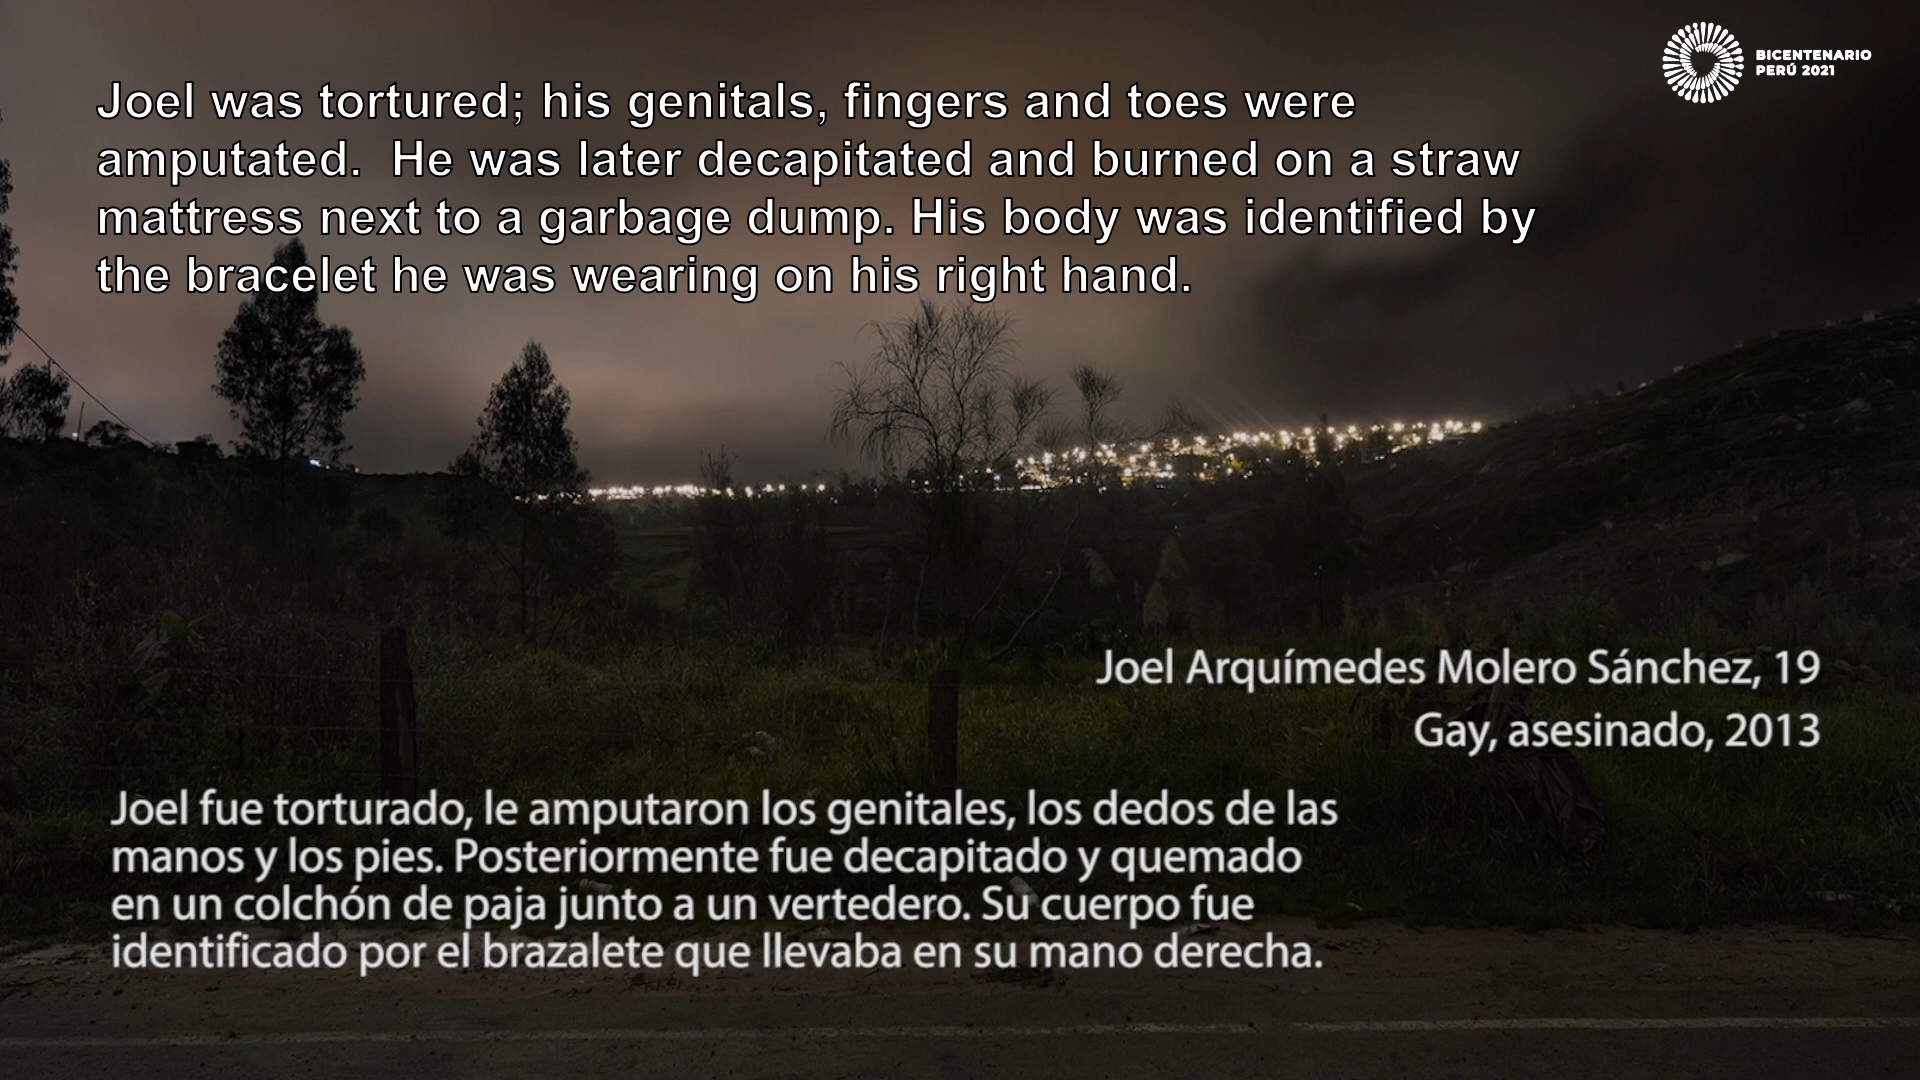 BICENTENARIO
PERÚ 2021
Joel was tortured; his genitals, fingers and toes were
amputated.  He was later decapitated and burned on a straw
mattress next to a garbage dump. His body was identified by
the bracelet he was wearing on his right hand.
Joel Arquímedes Molero Sánchez, 19
Gay, asesinado, 2013
Joel fue torturado, le amputaron los genitales, los dedos de las
manos y los pies. Posteriormente fue decapitado y quemado
en un colchón de paja junto a un vertedero. Su cuerpo fue
identificado por el brazalete que llevaba en su mano derecha.